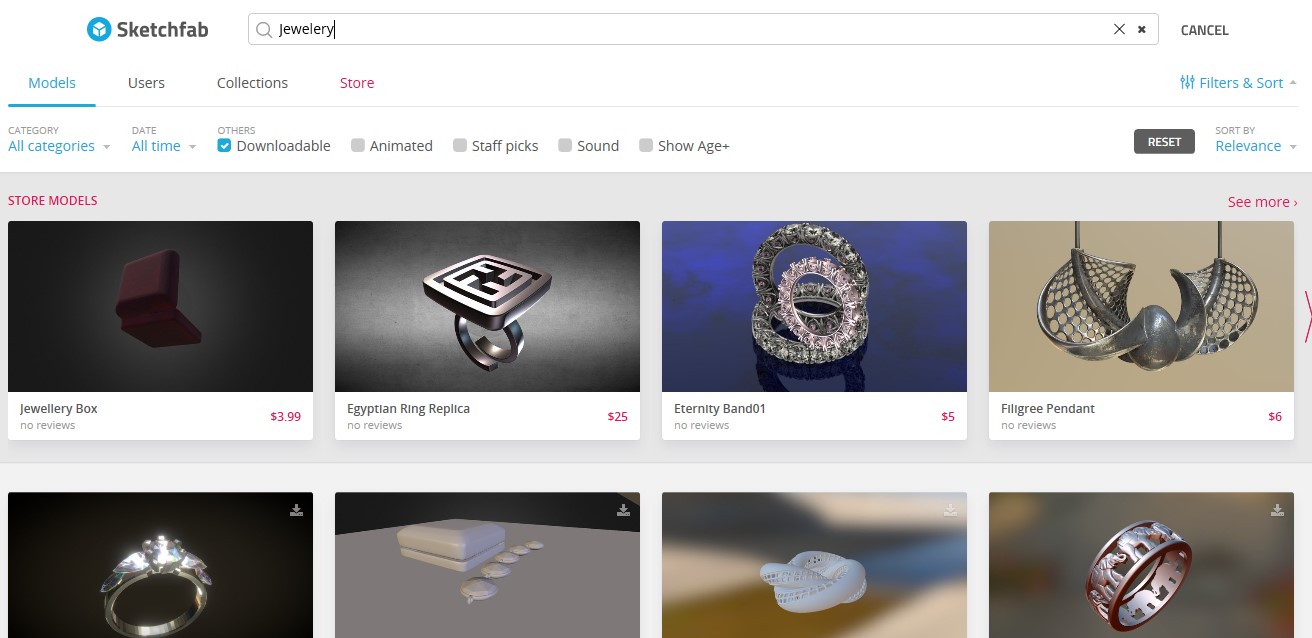 Sketchfab
Jewelery
CANCEL
Models Users Collections Store Filters & Sort
CATEGORY DATE OTHERS SORT BY
All categories All time Downloadable Animated Staff picks Sound Show Age+ RESET Relevance
STORE MODELS See more ›
Jewellery Box $3.99
no reviews
Egyptian Ring Replica $25
no reviews
Eternity Band01 $5
no reviews
Filigree Pendant $6
no reviews